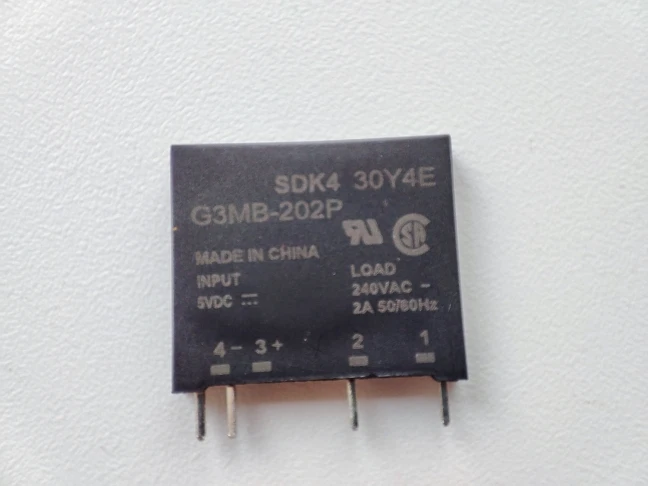 SDK4 30Y4E
G3MB-202P
MADE IN CHINA
INPUT
5VDC ⎓
LOAD
240VAC ~
2A 50/60Hz
4 - 3 + 2 1